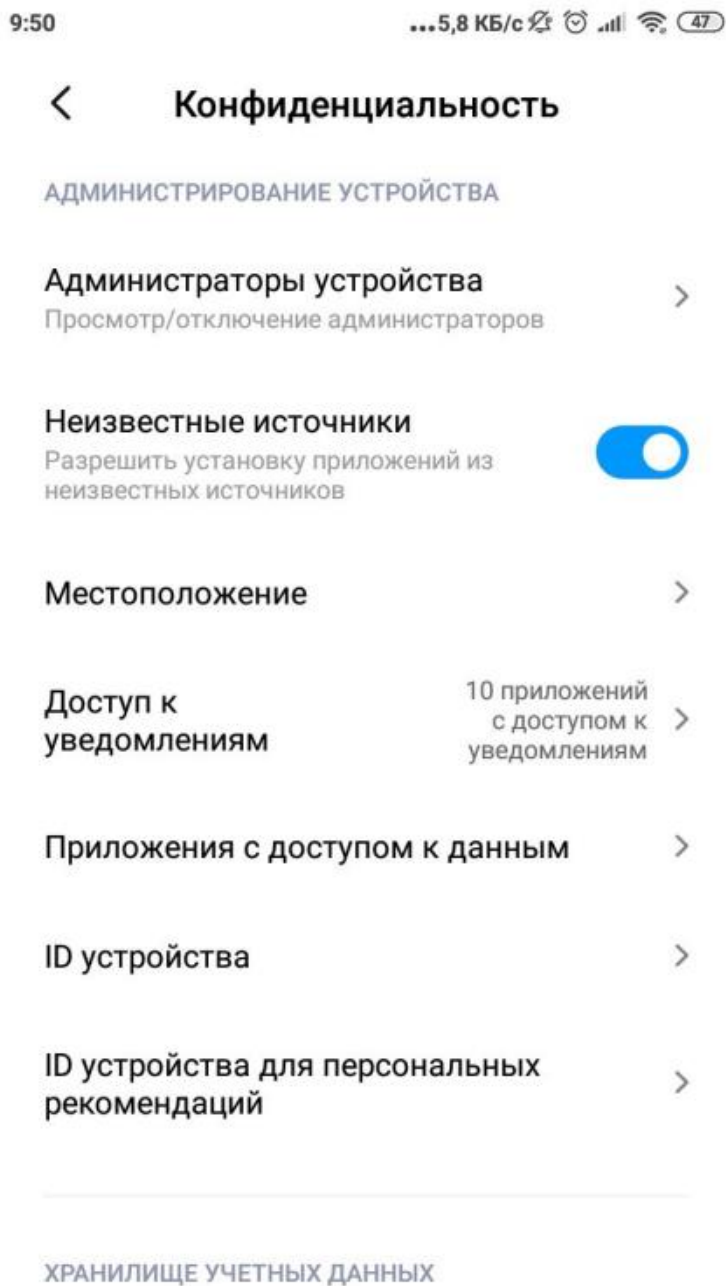 9:50
...5,8 КБ/с 47
Конфиденциальность
АДМИНИСТРИРОВАНИЕ УСТРОЙСТВА
Администраторы устройства
Просмотр/отключение администраторов
Неизвестные источники
Разрешить установку приложений из
неизвестных источников
Местоположение
Доступ к
уведомлениям
10 приложений
с доступом к
уведомлениям
Приложения с доступом к данным
ID устройства
ID устройства для персональных
рекомендаций
ХРАНИЛИЩЕ УЧЕТНЫХ ДАННЫХ